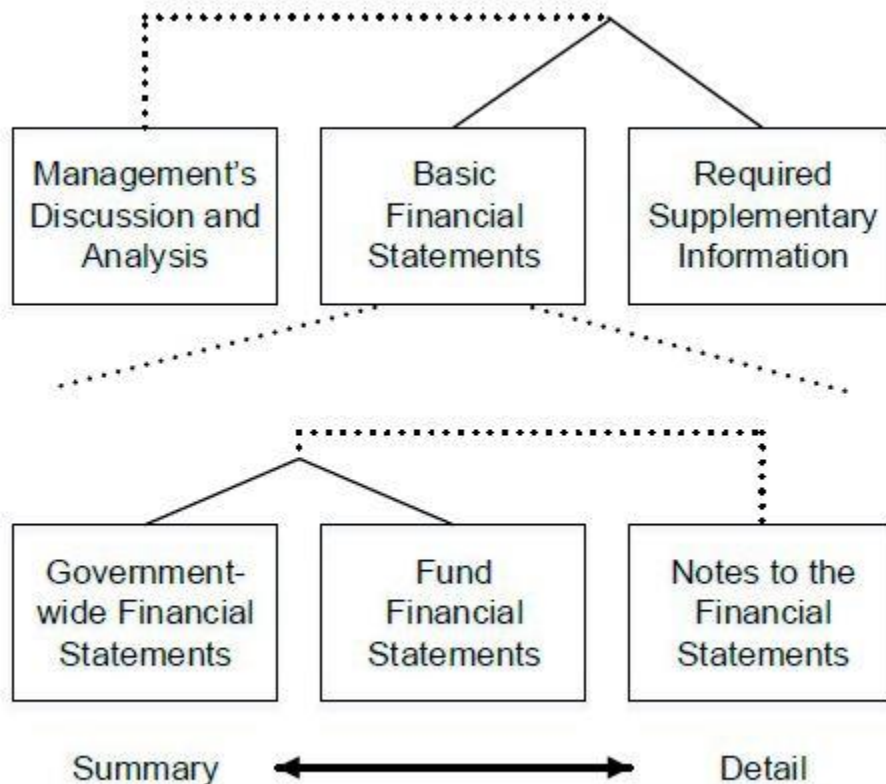 Management's
Discussion and
Analysis
Basic
Financial
Statements
Required
Supplementary
Information
Government-
wide Financial
Statements
Fund
Financial
Statements
Notes to the
Financial
Statements
Summary
Detail